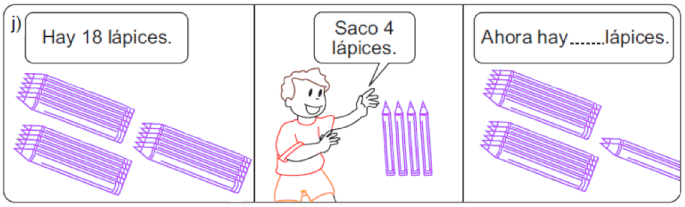 j)
Hay 18 lápices.
Saco 4
lápices.
Ahora hay......lápices.